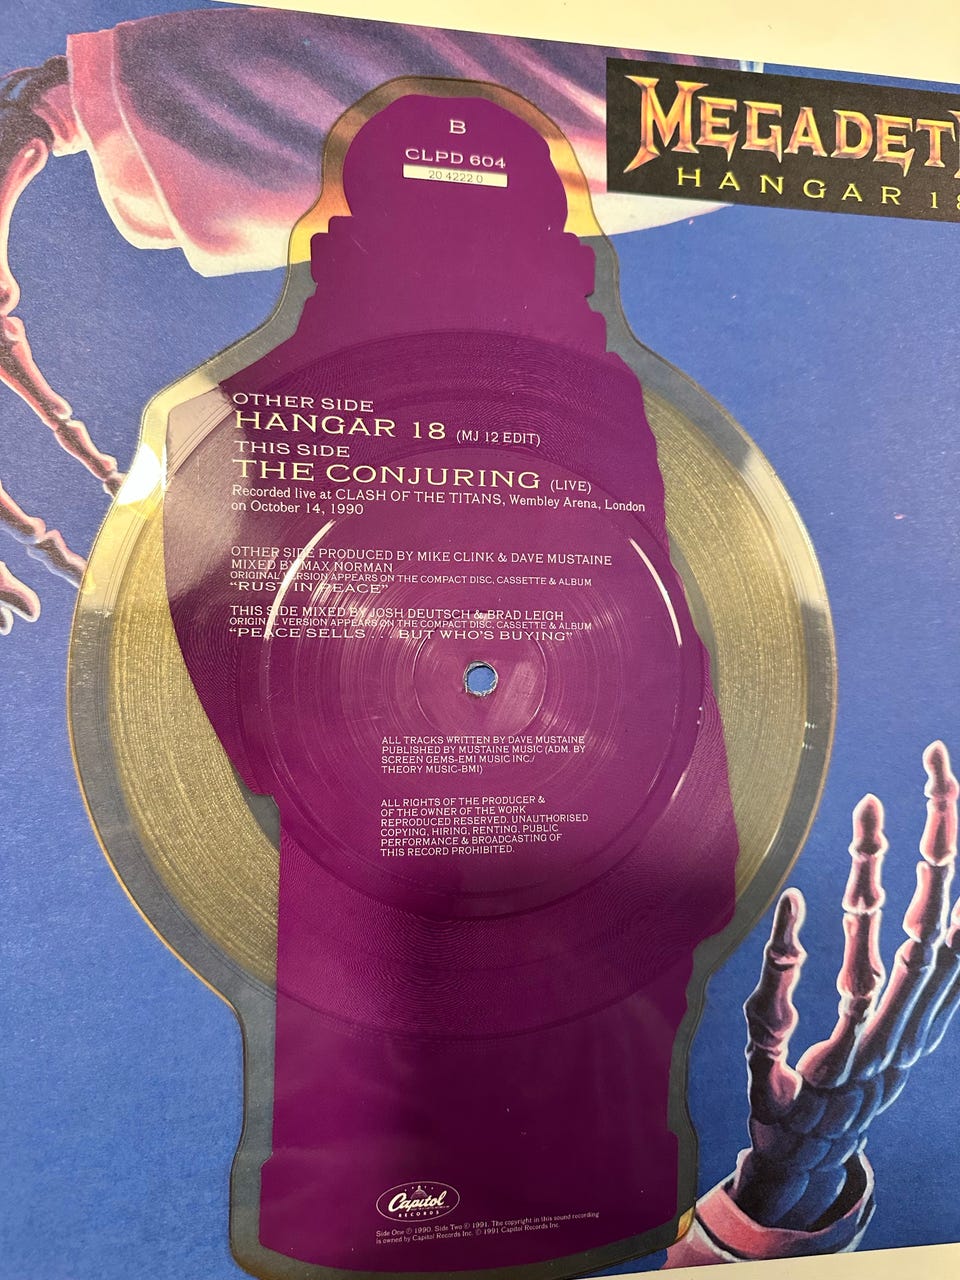 MEGADETH
HANGAR 18
B
CLPD 604
20 4222 0
OTHER SIDE
HANGAR 18 (MJ 12 EDIT)
THIS SIDE
THE CONJURING (LIVE)
Recorded live at CLASH OF THE TITANS, Wembley Arena, London
on October 14, 1990
OTHER SIDE PRODUCED BY MIKE CLINK & DAVE MUSTAINE
MIXED BY MAX NORMAN
ORIGINAL VERSION APPEARS ON THE COMPACT DISC, CASSETTE & ALBUM
“RUST IN PEACE”
THIS SIDE MIXED BY JOSH DEUTSCH & BRAD LEIGH
ORIGINAL VERSION APPEARS ON THE COMPACT DISC, CASSETTE & ALBUM
“PEACE SELLS . . . BUT WHO’S BUYING”
ALL TRACKS WRITTEN BY DAVE MUSTAINE
PUBLISHED BY MUSTAINE MUSIC (ADM. BY
SCREEN GEMS-EMI MUSIC INC./
THEORY MUSIC-BMI)
ALL RIGHTS OF THE PRODUCER &
OF THE OWNER OF THE WORK
REPRODUCED RESERVED. UNAUTHORISED
COPYING, HIRING, RENTING, PUBLIC
PERFORMANCE & BROADCASTING OF
THIS RECORD PROHIBITED.
Capitol
RECORDS
Side One ℗ 1990. Side Two ℗ 1991. The copyright in this sound recording
is owned by Capitol Records Inc. © 1991 Capitol Records Inc.